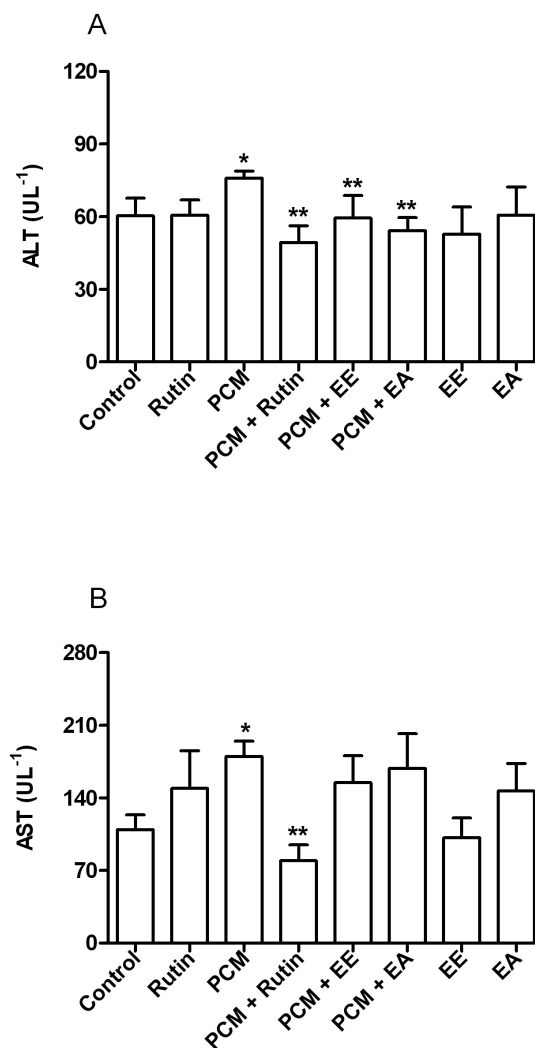 A
120
90
60
30
0
ALT (UL-1)
*
**
**
**
Control
Rutin
PCM
PCM + Rutin
PCM + EE
PCM + EA
EE
EA
B
280
210
140
70
0
AST (UL-1)
*
**
Control
Rutin
PCM
PCM + Rutin
PCM + EE
PCM + EA
EE
EA